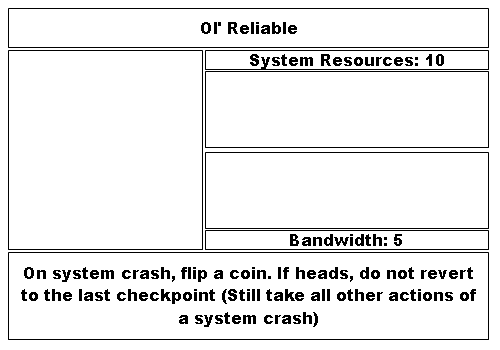 Ol' Reliable
System Resources: 10
Bandwidth: 5
On system crash, flip a coin. If heads, do not revert
to the last checkpoint (Still take all other actions of
a system crash)